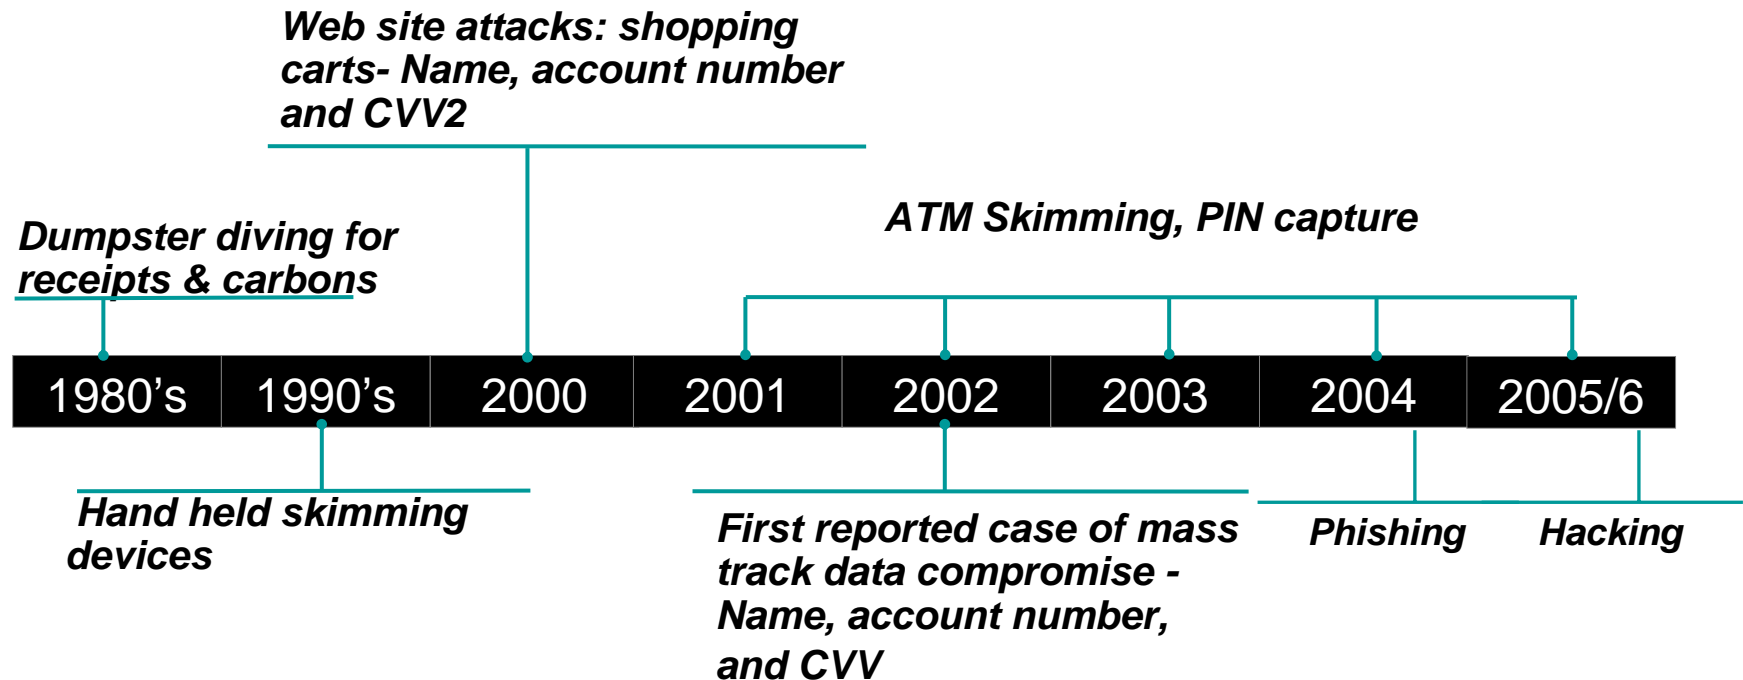 Web site attacks: shopping
carts- Name, account number
and CVV2
Dumpster diving for
receipts & carbons
ATM Skimming, PIN capture
1980’s 1990’s 2000 2001 2002 2003 2004 2005/6
Hand held skimming
devices
First reported case of mass
track data compromise -
Name, account number,
and CVV
Phishing
Hacking